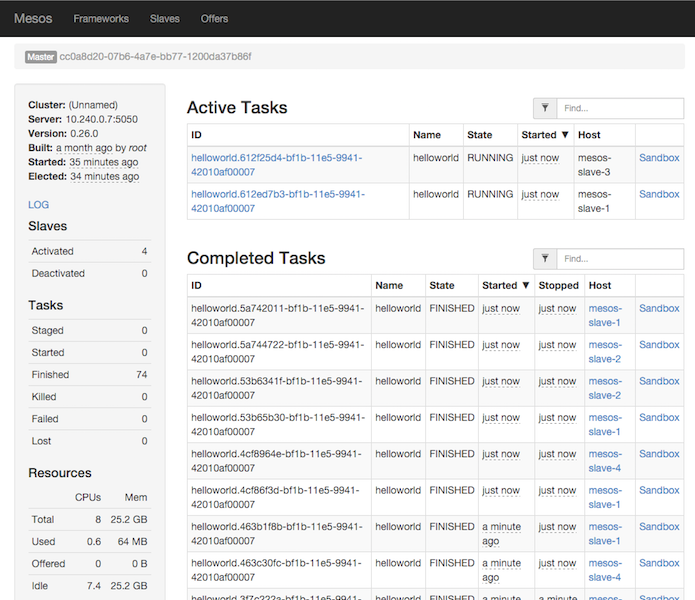 Mesos Frameworks Slaves Offers
Master cc0a8d20-07b6-4a7e-bb77-1200da37b86f
Cluster: (Unnamed)
Server: 10.240.0.7:5050
Version: 0.26.0
Built: a month ago by root
Started: 35 minutes ago
Elected: 34 minutes ago
LOG
Slaves
Activated 4
Deactivated 0
Tasks
Staged 0
Started 0
Finished 74
Killed 0
Failed 0
Lost 0
Resources
CPUs Mem
Total 8 25.2 GB
Used 0.6 64 MB
Offered 0 0 B
Idle 7.4 25.2 GB
Active Tasks Find...
ID Name State Started ▼ Host
helloworld.612f25d4-bf1b-11e5-9941- helloworld RUNNING just now mesos- Sandbox
42010af00007 slave-3
helloworld.612ed7b3-bf1b-11e5-9941- helloworld RUNNING just now mesos- Sandbox
42010af00007 slave-1
Completed Tasks Find...
ID Name State Started ▼ Stopped Host
helloworld.5a742011-bf1b-11e5-9941- helloworld FINISHED just now just now mesos- Sandbox
42010af00007 slave-1
helloworld.5a744722-bf1b-11e5-9941- helloworld FINISHED just now just now mesos- Sandbox
42010af00007 slave-2
helloworld.53b6341f-bf1b-11e5-9941- helloworld FINISHED just now just now mesos- Sandbox
42010af00007 slave-2
helloworld.53b65b30-bf1b-11e5-9941- helloworld FINISHED just now just now mesos- Sandbox
42010af00007 slave-1
helloworld.4cf8964e-bf1b-11e5-9941- helloworld FINISHED just now just now mesos- Sandbox
42010af00007 slave-4
helloworld.4cf86f3d-bf1b-11e5-9941- helloworld FINISHED just now just now mesos- Sandbox
42010af00007 slave-1
helloworld.463b1f8b-bf1b-11e5-9941- helloworld FINISHED a minute just now mesos- Sandbox
42010af00007 ago slave-1
helloworld.463c30fc-bf1b-11e5-9941- helloworld FINISHED a minute just now mesos- Sandbox
42010af00007 ago slave-4
helloworld.3f7c222a-bf1b-11e5-9941- helloworld FINISHED a minute a minute mesos- Sandbox